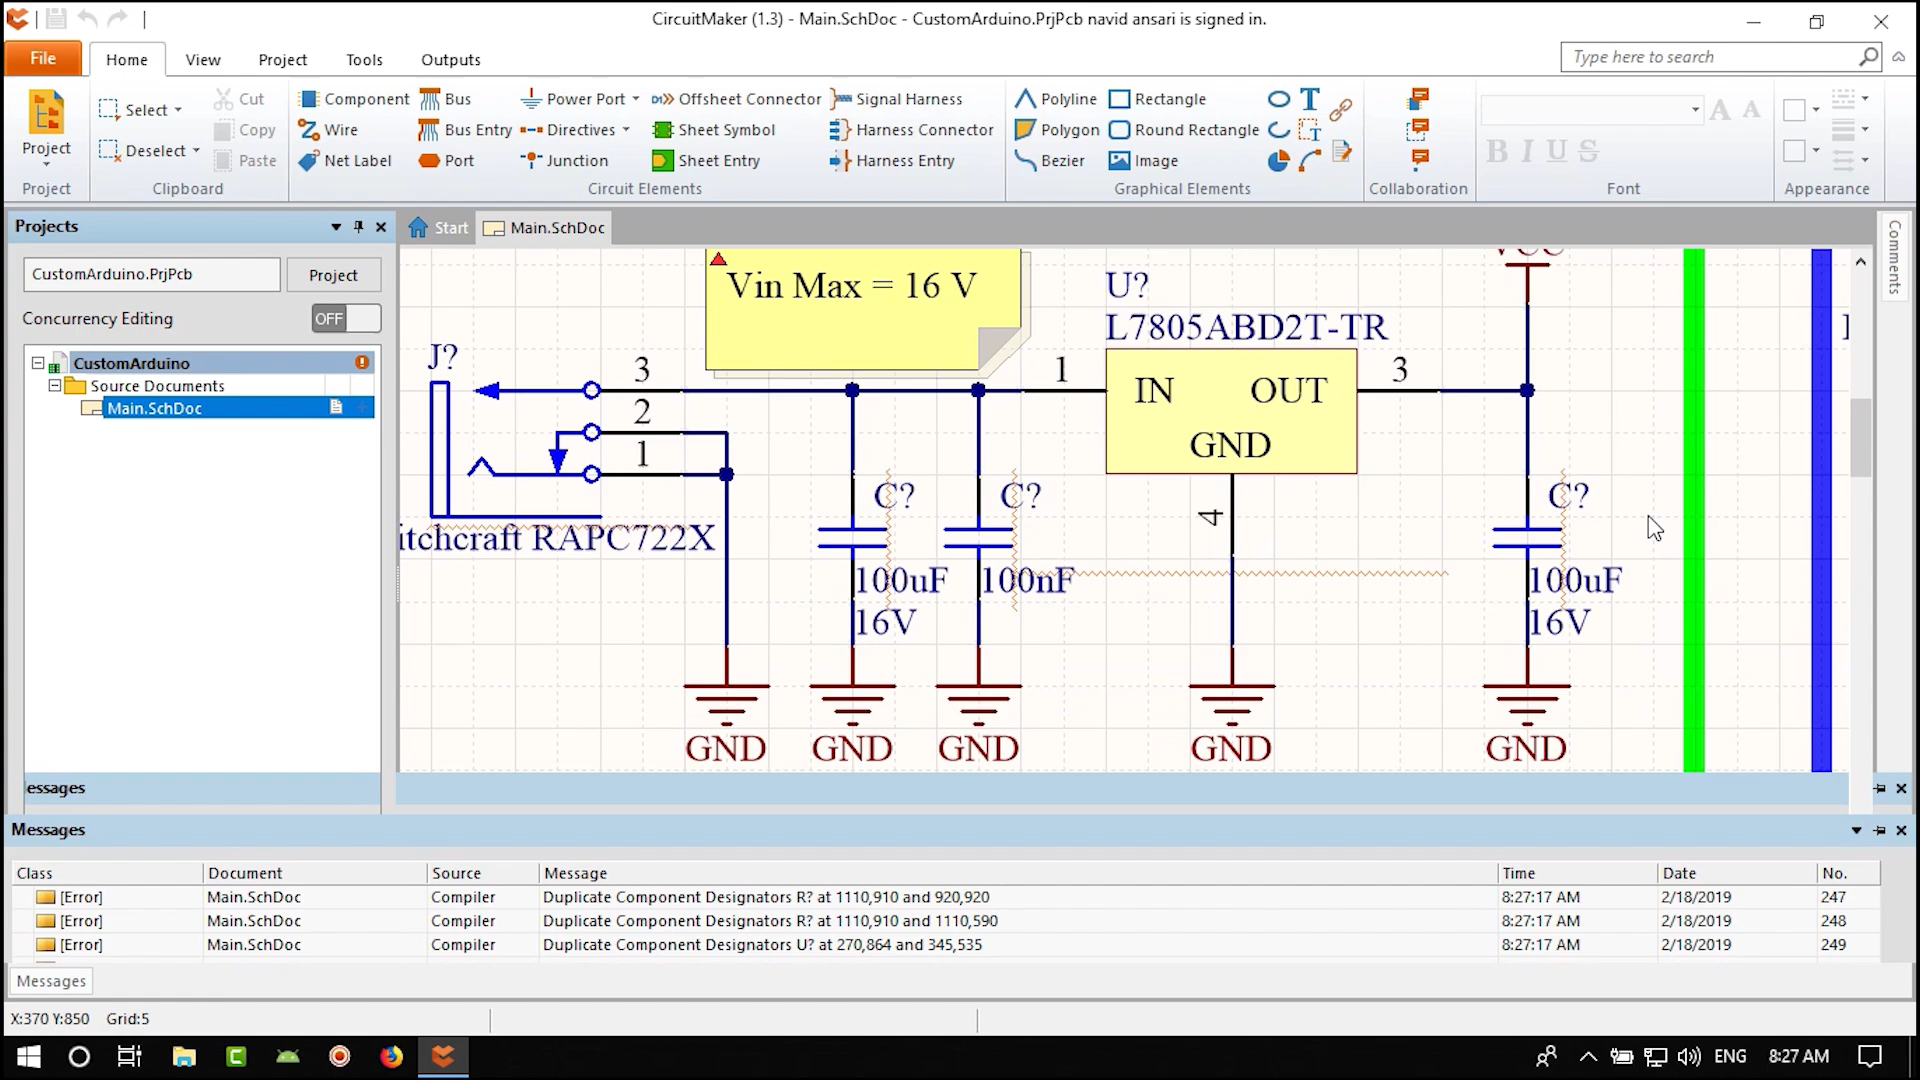 CircuitMaker (1.3) - Main.SchDoc - CustomArduino.PrjPcb navid ansari is signed in.
File Home View Project Tools Outputs
Type here to search
Select Cut Component Bus Power Port Offsheet Connector Signal Harness Polyline Rectangle T
Copy Wire Bus Entry Directives Sheet Symbol Harness Connector Polygon Round Rectangle
Project Deselect Paste Net Label Port Junction Sheet Entry Harness Entry Bezier Image B I U S
Project Clipboard Circuit Elements Graphical Elements Collaboration Font Appearance
Projects Start Main.SchDoc
Comments
CustomArduino.PrjPcb Project
Concurrency Editing OFF
CustomArduino
Source Documents
Main.SchDoc
Vin Max = 16 V
U?
L7805ABD2T-TR
J?
3
2
1
1 IN OUT 3
GND
4
itchcraft RAPC722X
C?
100uF
16V
C?
100nF
C?
100uF
16V
GND GND GND GND GND
essages
Messages
Class Document Source Message Time Date No.
[Error] Main.SchDoc Compiler Duplicate Component Designators R? at 1110,910 and 920,920 8:27:17 AM 2/18/2019 247
[Error] Main.SchDoc Compiler Duplicate Component Designators R? at 1110,910 and 1110,590 8:27:17 AM 2/18/2019 248
[Error] Main.SchDoc Compiler Duplicate Component Designators U? at 270,864 and 345,535 8:27:17 AM 2/18/2019 249
Messages
X:370 Y:850 Grid:5
ENG 8:27 AM